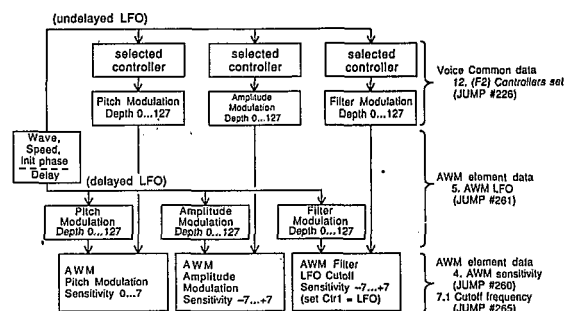 (undelayed LFO)
selected
controller
selected
controller
selected
controller
Pitch Modulation
Depth 0...127
Amplitude
Modulation
Depth 0...127
Filter Modulation
Depth 0...127
Voice Common data
12. (F2) Controllers set
(JUMP #226)
Wave,
Speed,
Init phase
Delay
(delayed LFO)
Pitch
Modulation
Depth 0...127
Amplitude
Modulation
Depth 0...127
Filter
Modulation
Depth 0...127
AWM element data
5. AWM LFO
(JUMP #261)
AWM
Pitch Modulation
Sensitivity 0...7
AWM
Amplitude
Modulation
Sensitivity -7...+7
AWM Filter
LFO Cutoff
Sensitivity -7...+7
(set Ctr1 = LFO)
AWM element data
4. AWM sensitivity
(JUMP #260)
7.1 Cutoff frequency
(JUMP #265)